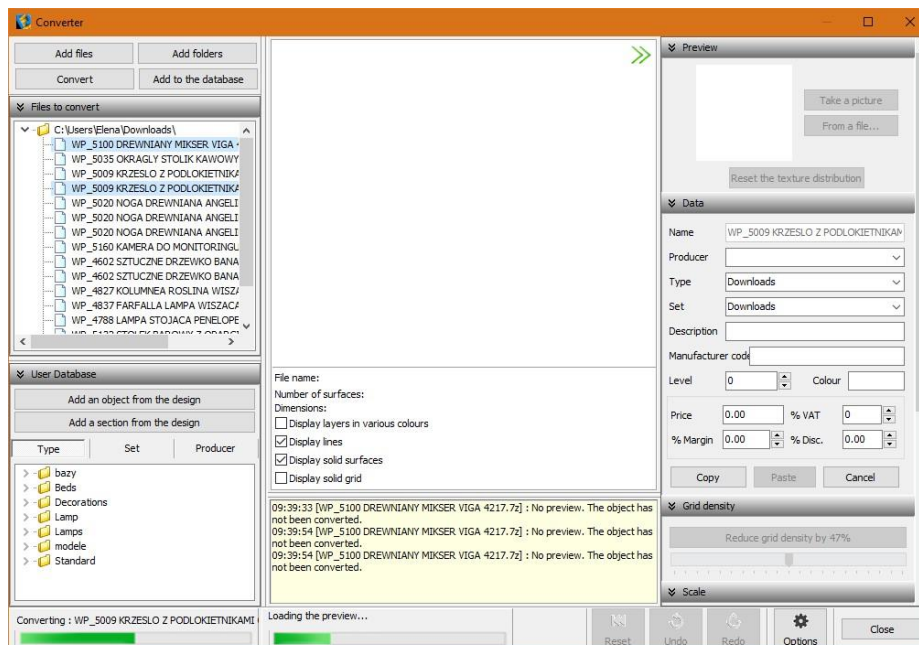 Converter
Add files
Add folders
Convert
Add to the database
Files to convert
C:\Users\Elena\Downloads\
WP_5100 DREWNIANY MIKSER VIGA
WP_5035 OKRAGLY STOLIK KAWOWY
WP_5009 KRZESLO Z PODLOKIETNIKA
WP_5009 KRZESLO Z PODLOKIETNIKA
WP_5020 NOGA DREWNIANA ANGELI
WP_5020 NOGA DREWNIANA ANGELI
WP_5020 NOGA DREWNIANA ANGELI
WP_5160 KAMERA DO MONITORINGU
WP_4602 SZTUCZNE DRZEWKO BANA
WP_4602 SZTUCZNE DRZEWKO BANA
WP_4827 KOLUMNEA ROSLINA WISZ
WP_4837 FARFALLA LAMPA WISZACA
WP_4788 LAMPA STOJACA PENELOPE
User Database
Add an object from the design
Add a section from the design
Type Set Producer
bazy
Beds
Decorations
Lamp
Lamps
modele
Standard
Converting : WP_5009 KRZESLO Z PODLOKIETNIKAMI
File name:
Number of surfaces:
Dimensions:
Display layers in various colours
Display lines
Display solid surfaces
Display solid grid
09:39:33 [WP_5100 DREWNIANY MIKSER VIGA 4217.7z] : No preview. The object has
not been converted.
09:39:54 [WP_5100 DREWNIANY MIKSER VIGA 4217.7z] : No preview. The object has
not been converted.
09:39:54 [WP_5100 DREWNIANY MIKSER VIGA 4217.7z] : No preview. The object has
not been converted.
Loading the preview...
Preview
Take a picture
From a file...
Reset the texture distribution
Data
Name WP_5009 KRZESLO Z PODLOKIETNIKAM
Producer
Type Downloads
Set Downloads
Description
Manufacturer code
Level 0 Colour
Price 0.00 % VAT 0
% Margin 0.00 % Disc. 0.00
Copy Paste Cancel
Grid density
Reduce grid density by 47%
Scale
Reset Undo Redo Options Close